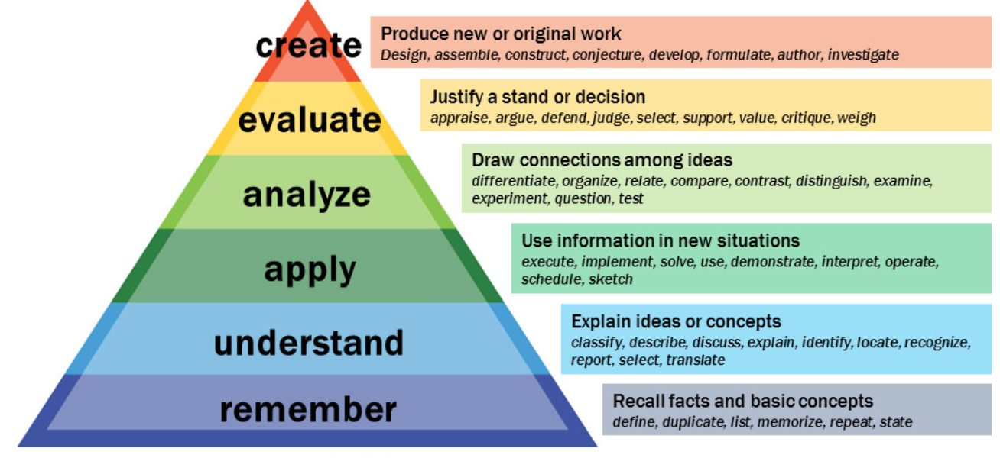 create
Produce new or original work
Design, assemble, construct, conjecture, develop, formulate, author, investigate
evaluate
Justify a stand or decision
appraise, argue, defend, judge, select, support, value, critique, weigh
analyze
Draw connections among ideas
differentiate, organize, relate, compare, contrast, distinguish, examine,
experiment, question, test
apply
Use information in new situations
execute, implement, solve, use, demonstrate, interpret, operate,
schedule, sketch
understand
Explain ideas or concepts
classify, describe, discuss, explain, identify, locate, recognize,
report, select, translate
remember
Recall facts and basic concepts
define, duplicate, list, memorize, repeat, state